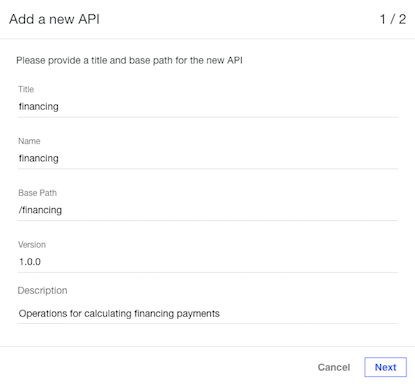 Add a new API 1 / 2
Please provide a title and base path for the new API
Title
financing
Name
financing
Base Path
/financing
Version
1.0.0
Description
Operations for calculating financing payments
Cancel Next